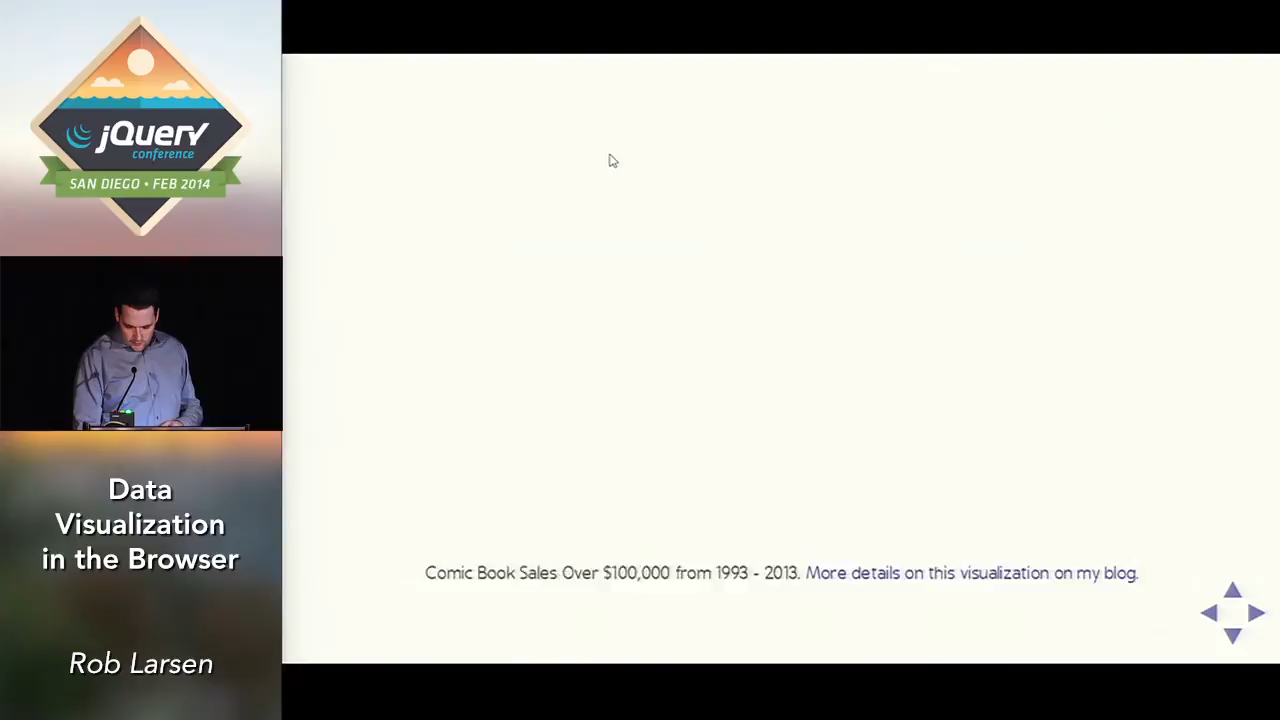 jQuery
conference
SAN DIEGO • FEB 2014
Data
Visualization
in the Browser
Rob Larsen
Comic Book Sales Over $100,000 from 1993 - 2013. More details on this visualization on my blog.